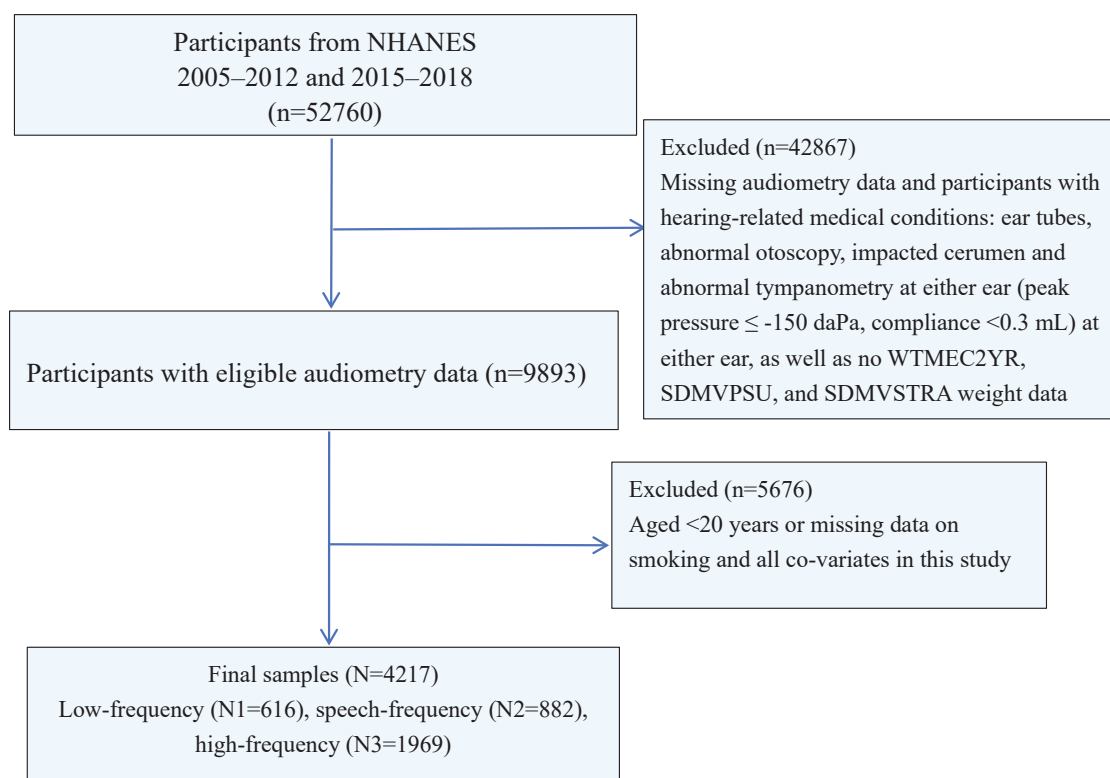 Participants from NHANES
2005–2012 and 2015–2018
(n=52760)
Excluded (n=42867)
Missing audiometry data and participants with
hearing-related medical conditions: ear tubes,
abnormal otoscopy, impacted cerumen and
abnormal tympanometry at either ear (peak
pressure ≤ -150 daPa, compliance <0.3 mL) at
either ear, as well as no WTMEC2YR,
SDMVPSU, and SDMVSTRA weight data
Participants with eligible audiometry data (n=9893)
Excluded (n=5676)
Aged <20 years or missing data on
smoking and all co-variates in this study
Final samples (N=4217)
Low-frequency (N1=616), speech-frequency (N2=882),
high-frequency (N3=1969)